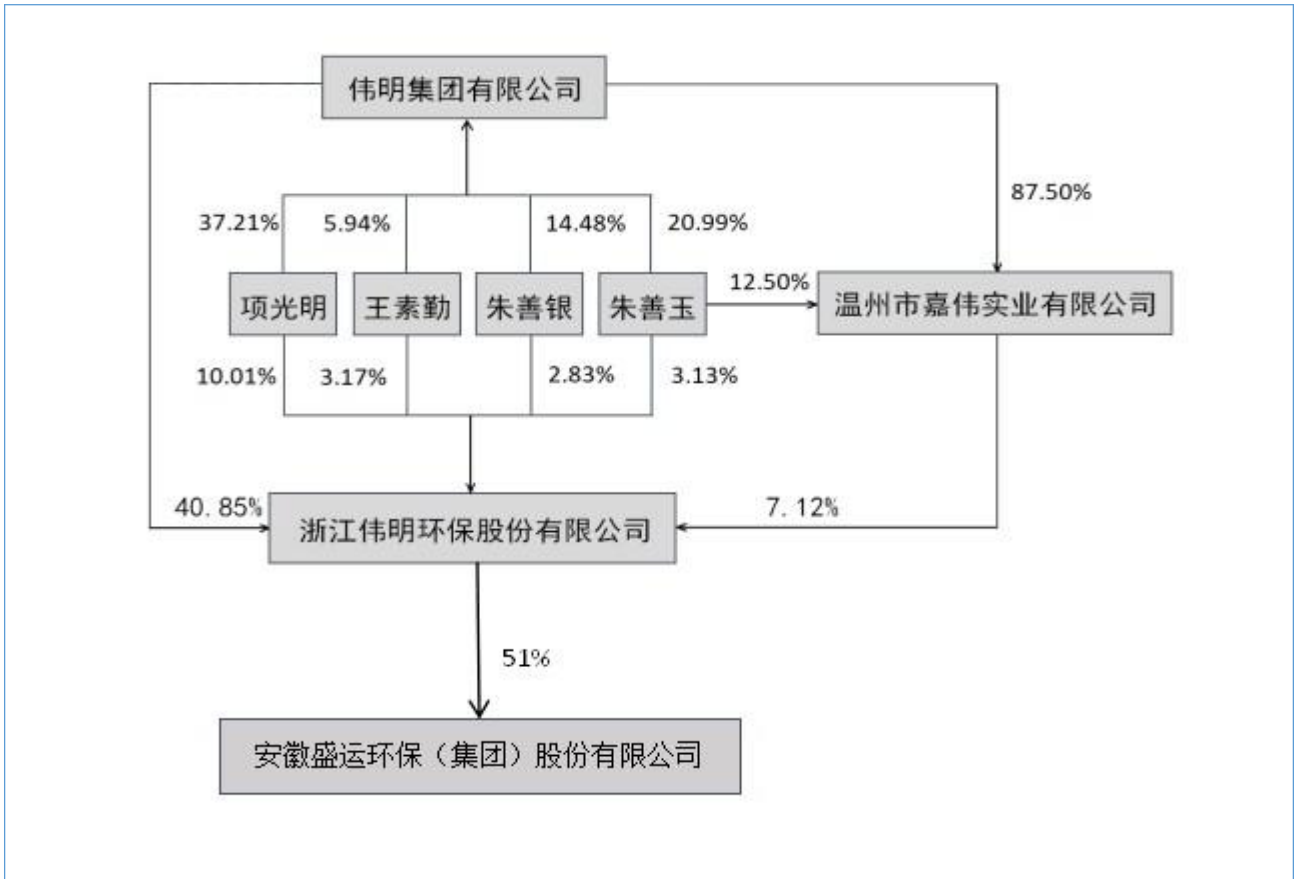 伟明集团有限公司
87.50%
37.21%
5.94%
14.48%
20.99%
项光明
王素勤
朱善银
朱善玉
12.50%
温州市嘉伟实业有限公司
10.01%
3.17%
2.83%
3.13%
40.85%
浙江伟明环保股份有限公司
7.12%
51%
安徽盛运环保（集团）股份有限公司